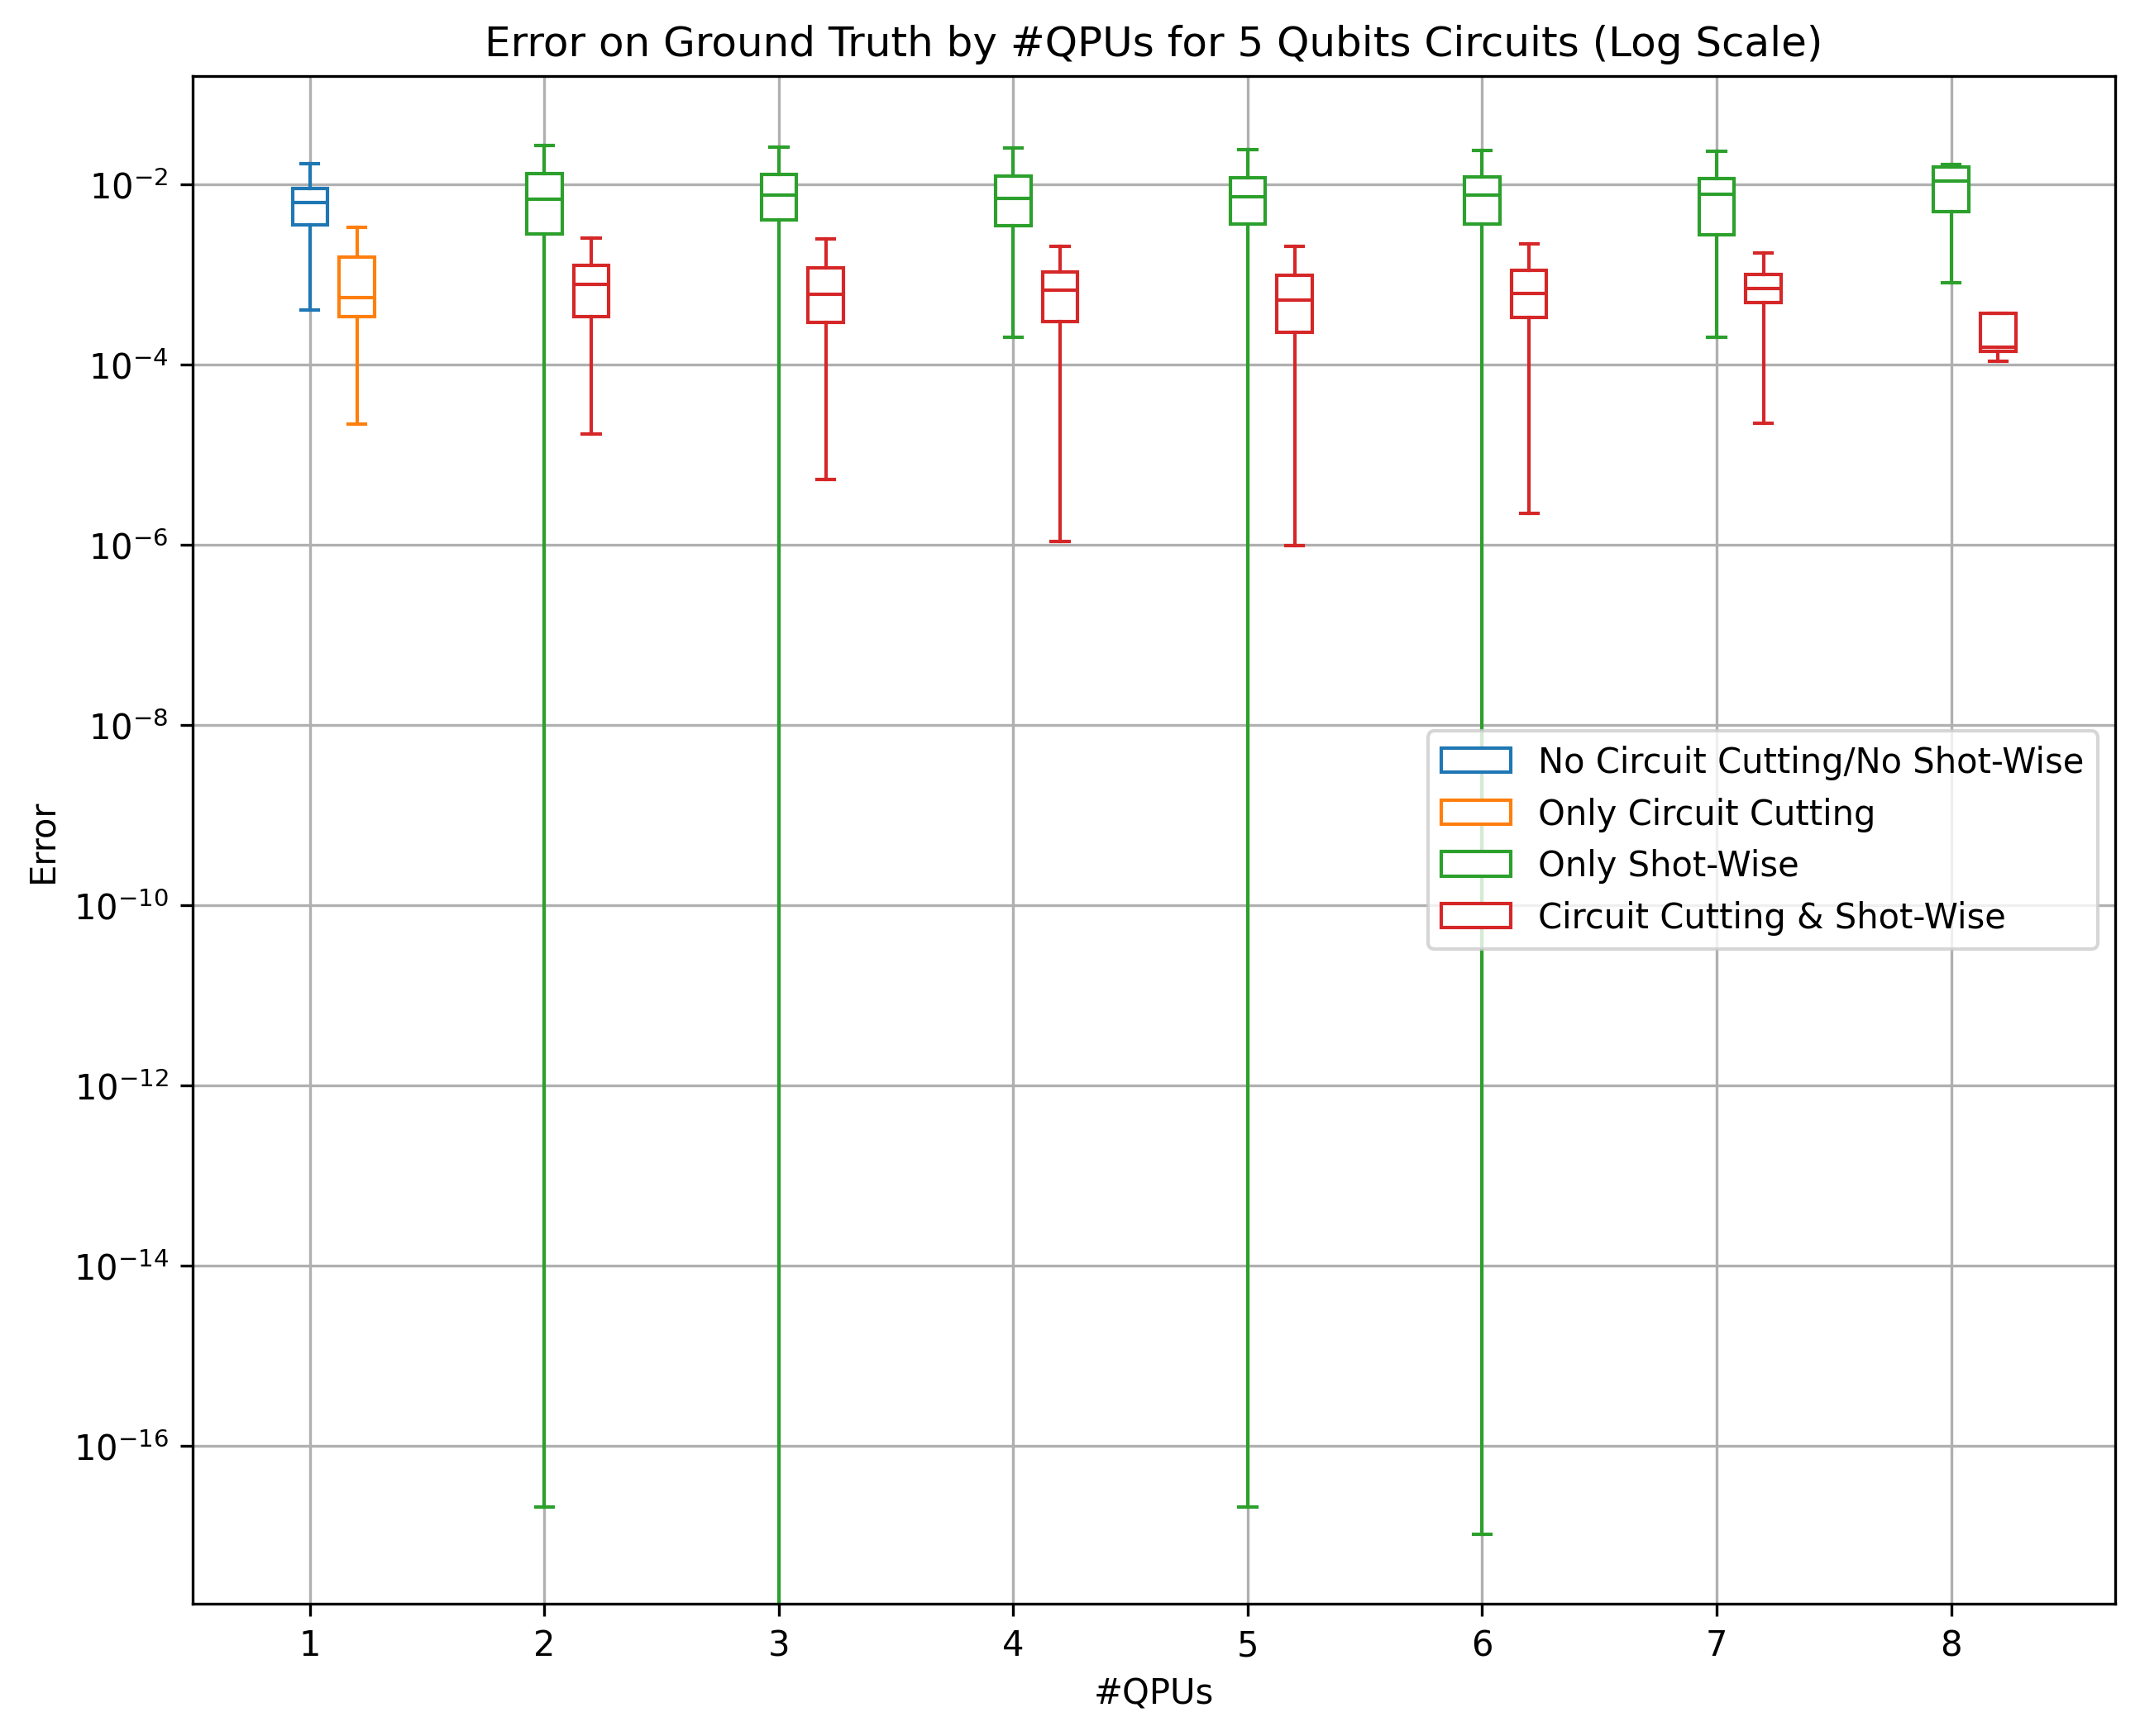 Error on Ground Truth by #QPUs for 5 Qubits Circuits (Log Scale)
Error
10⁻²
10⁻⁴
10⁻⁶
10⁻⁸
10⁻¹⁰
10⁻¹²
10⁻¹⁴
10⁻¹⁶
No Circuit Cutting/No Shot-Wise
Only Circuit Cutting
Only Shot-Wise
Circuit Cutting & Shot-Wise
1 2 3 4 5 6 7 8
#QPUs